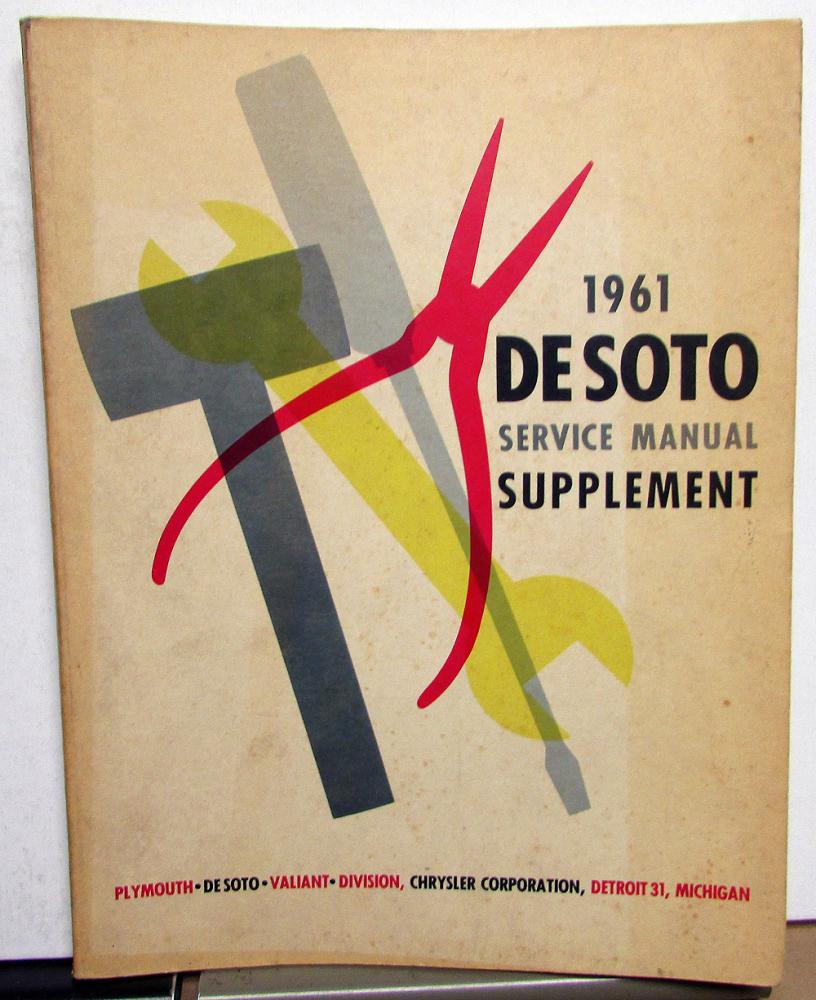 1961
DE SOTO
SERVICE MANUAL
SUPPLEMENT
PLYMOUTH • DE SOTO • VALIANT • DIVISION, CHRYSLER CORPORATION, DETROIT 31, MICHIGAN